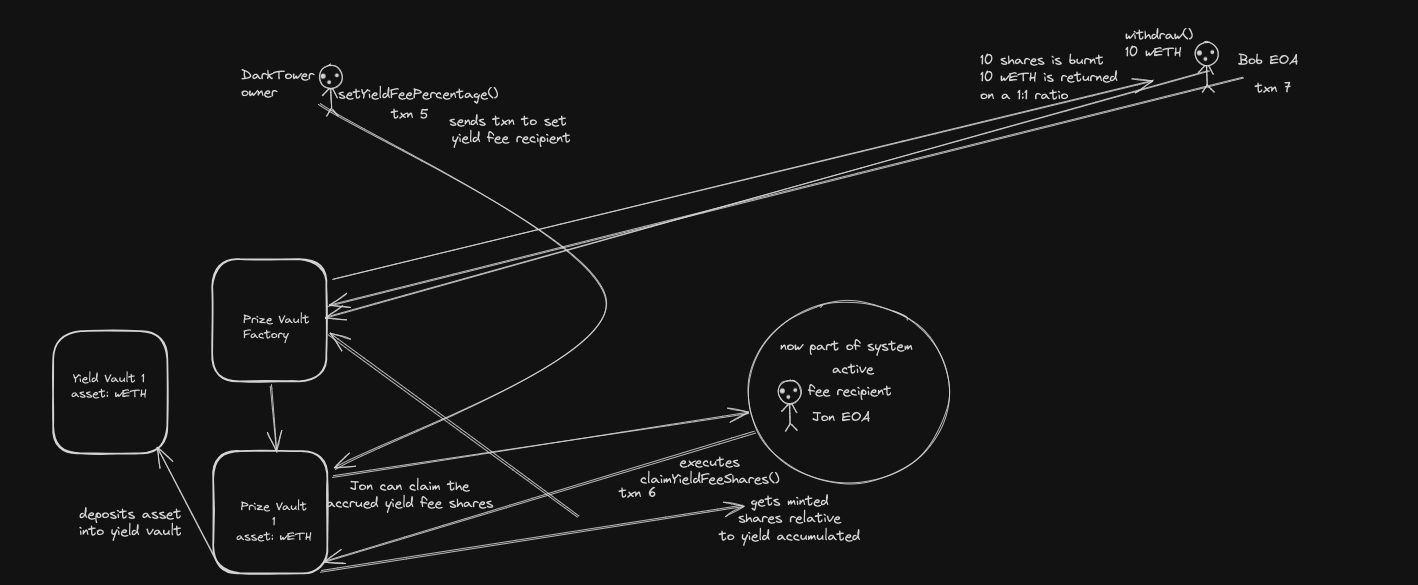 DarkTower
owner
setYieldFeePercentage()
txn 5
sends txn to set
yield fee recipient
10 shares is burnt
10 wETH is returned
on a 1:1 ratio
withdraw()
10 wETH
Bob EOA
txn 7
Prize Vault
Factory
Yield Vault 1
asset: wETH
now part of system
active
fee recipient
Jon EOA
Prize Vault
1
asset: wETH
deposits asset
into yield vault
Jon can claim the
accrued yield fee shares
executes
claimYieldFeeShares()
txn 6
gets minted
shares relative
to yield accumulated